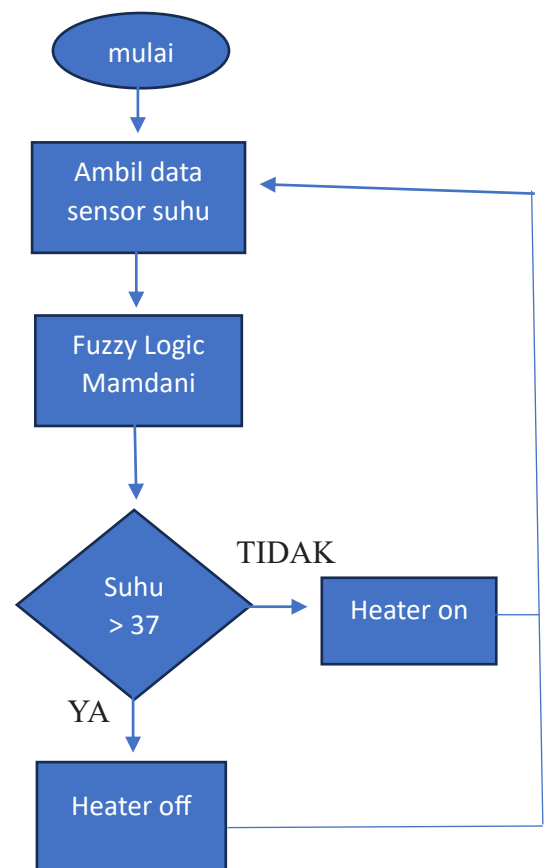 mulai
Ambil data
sensor suhu
Fuzzy Logic
Mamdani
Suhu
> 37
TIDAK
Heater on
YA
Heater off